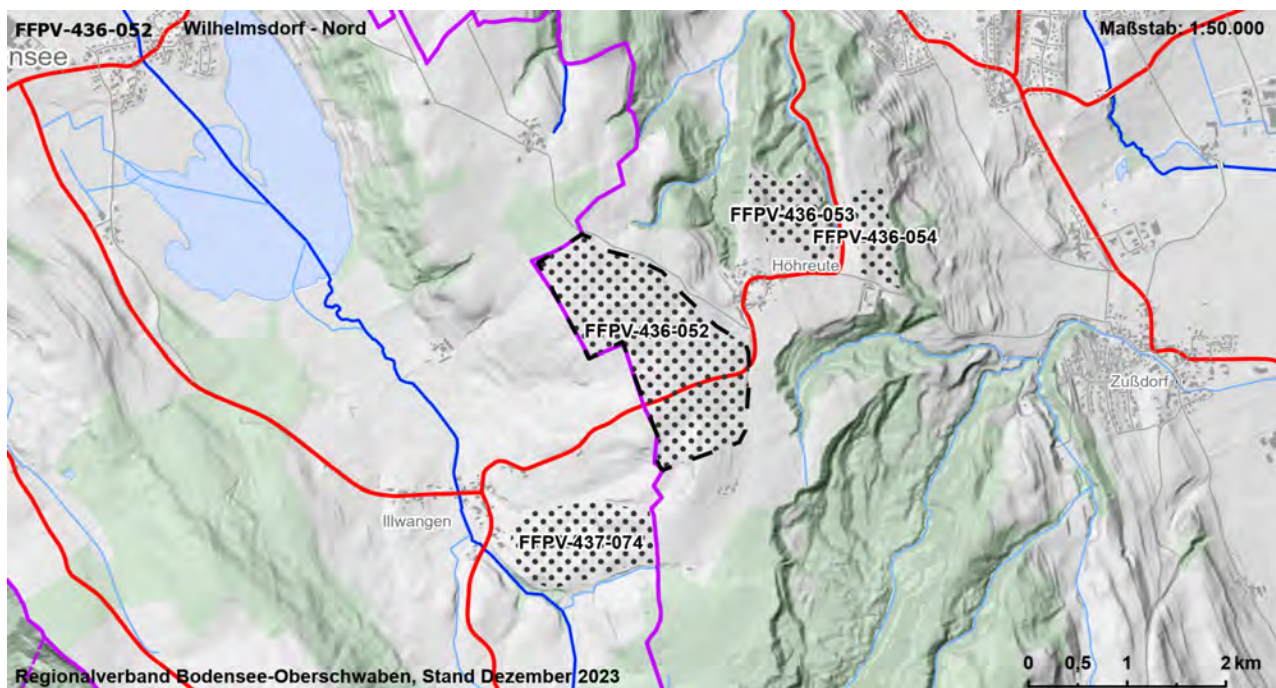 FFPV-436-052 Wilhelmsdorf - Nord Maßstab: 1:50.000
nsee
FFPV-436-053
FFPV-436-054
Höhreute
FFPV-436-052
Zußdorf
Illwangen
FFPV-437-074
0 0,5 1 2 km
Regionalverband Bodensee-Oberschwaben, Stand Dezember 2023